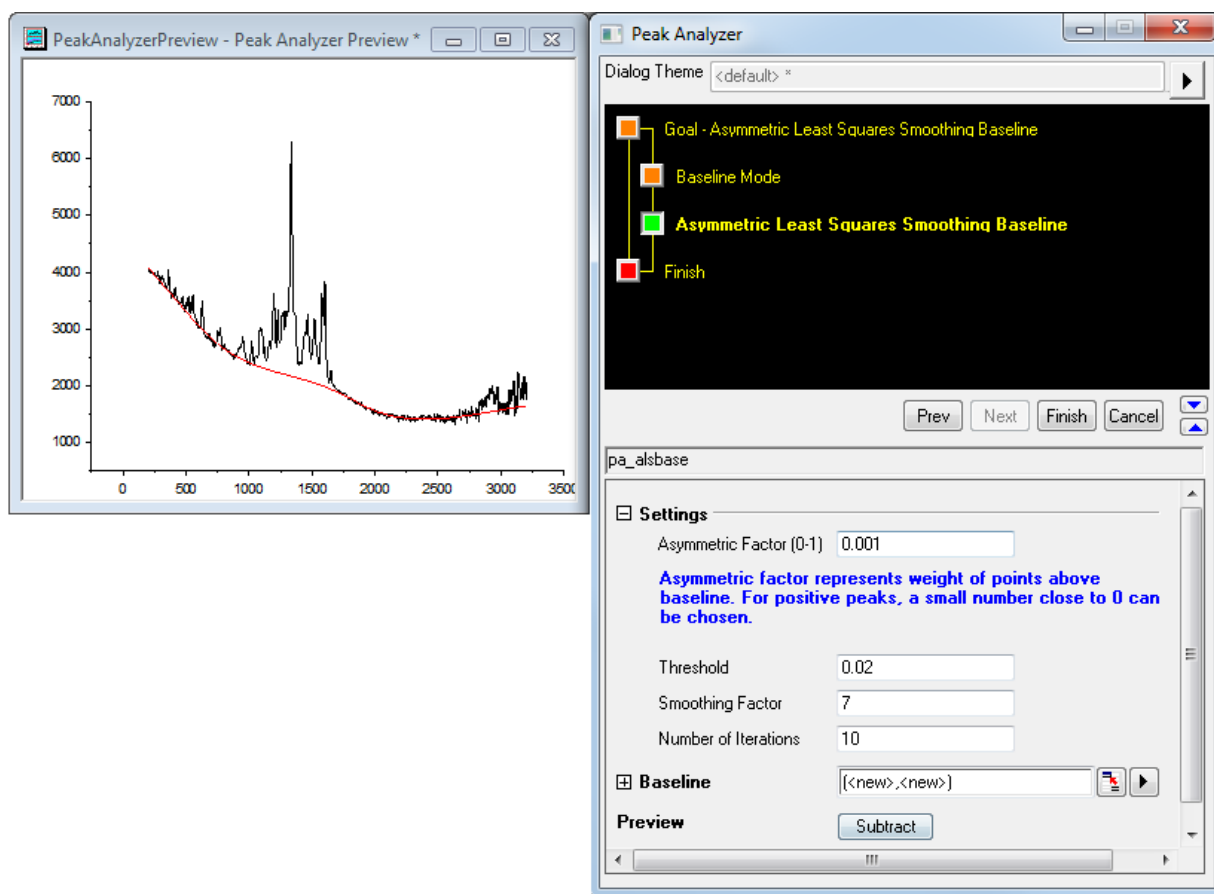 PeakAnalyzerPreview - Peak Analyzer Preview *
7000
6000
5000
4000
3000
2000
1000
0 500 1000 1500 2000 2500 3000 3500
Peak Analyzer
Dialog Theme <default> *
Goal - Asymmetric Least Squares Smoothing Baseline
Baseline Mode
Asymmetric Least Squares Smoothing Baseline
Finish
Prev Next Finish Cancel
pa_alsbase
Settings
Asymmetric Factor (0-1) 0.001
Asymmetric factor represents weight of points above
baseline. For positive peaks, a small number close to 0 can
be chosen.
Threshold 0.02
Smoothing Factor 7
Number of Iterations 10
Baseline (<new>,<new>)
Preview Subtract